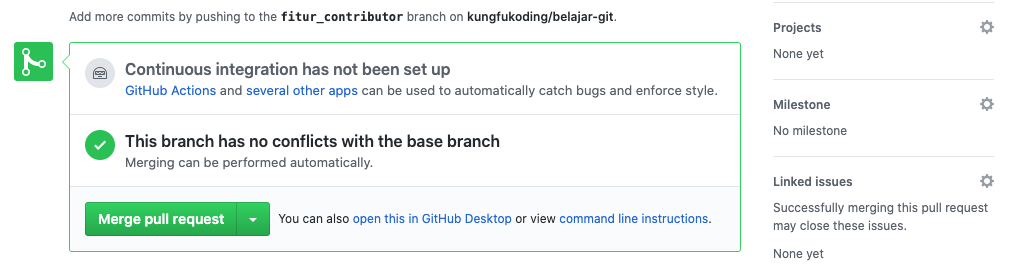 Add more commits by pushing to the fitur_contributor branch on kungfukoding/belajar-git.
Continuous integration has not been set up
GitHub Actions and several other apps can be used to automatically catch bugs and enforce style.
This branch has no conflicts with the base branch
Merging can be performed automatically.
Merge pull request
You can also open this in GitHub Desktop or view command line instructions.
Projects
None yet
Milestone
No milestone
Linked issues
Successfully merging this pull request
may close these issues.
None yet